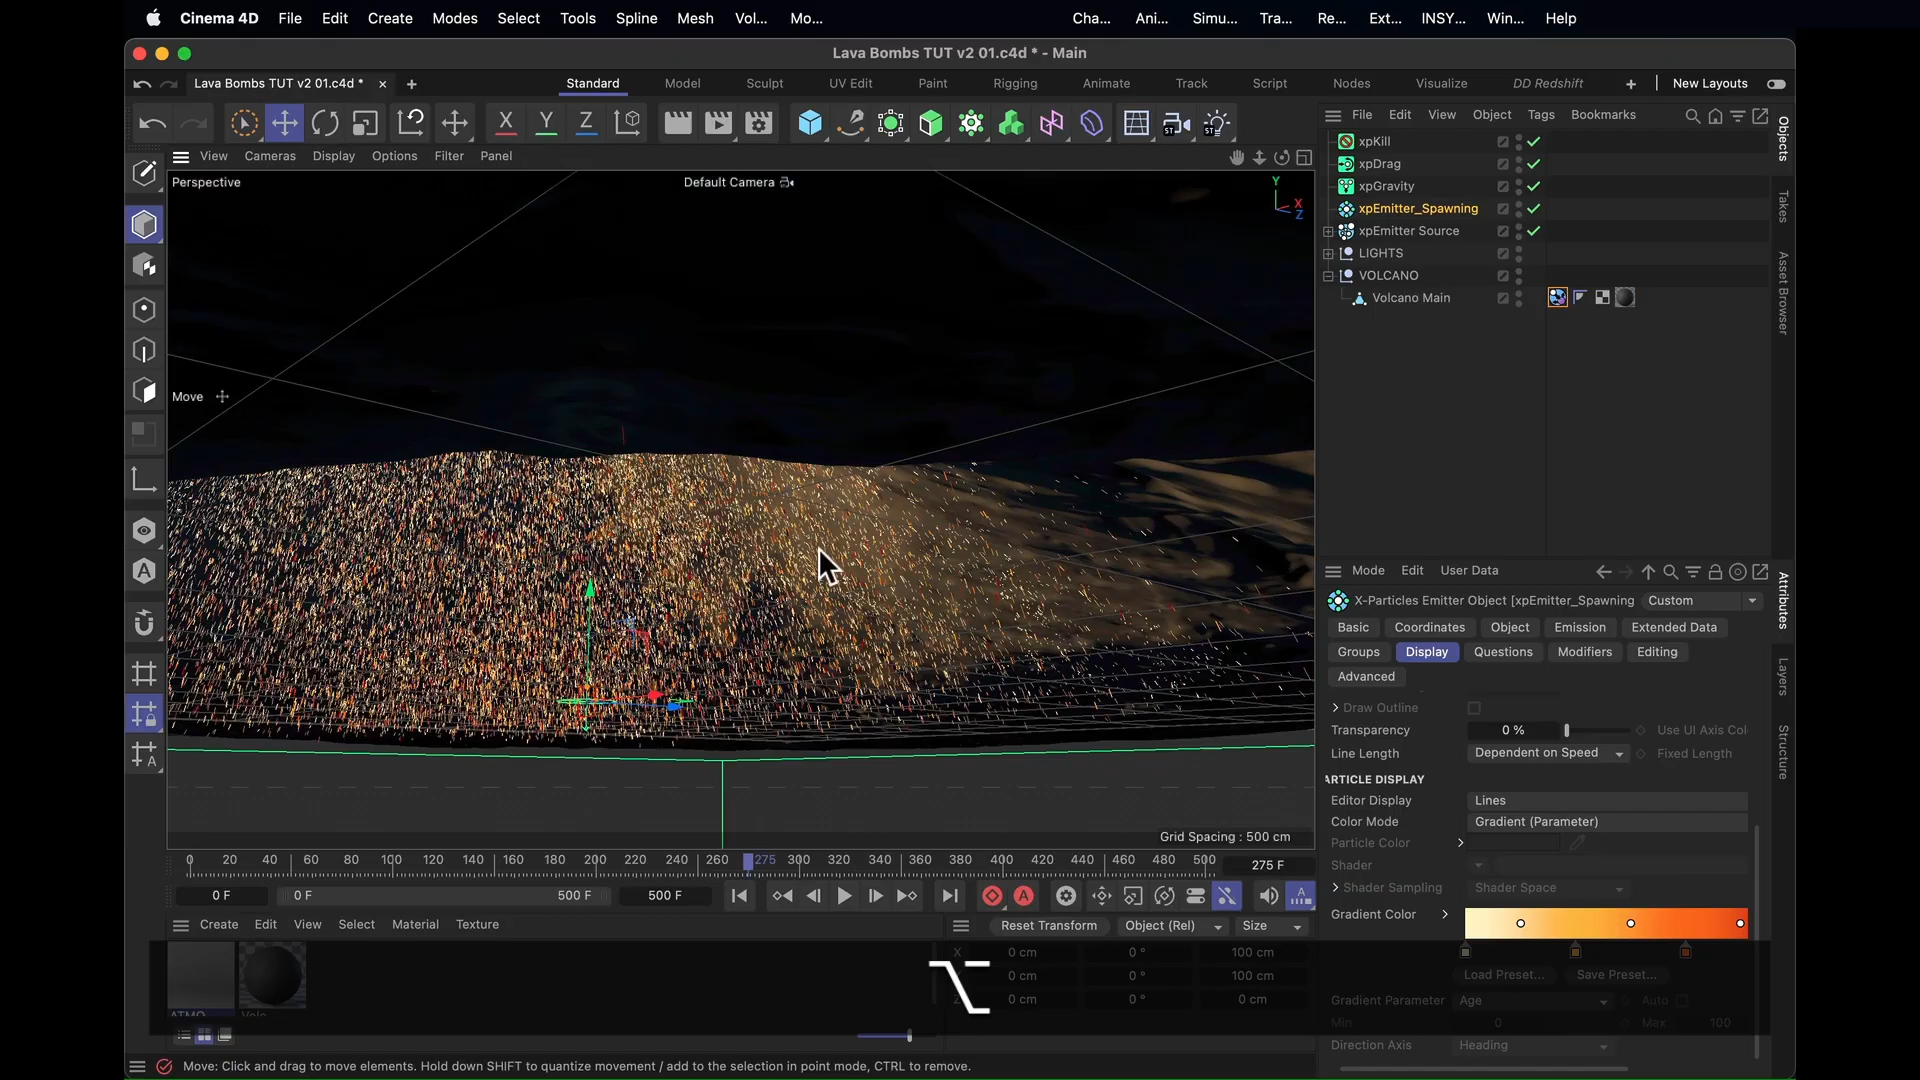 Cinema 4D File Edit Create Modes Select Tools Spline Mesh Vol... Mo... Cha... Ani... Simu... Tra... Re... Ext... INSY... Win... Help
Lava Bombs TUT v2 01.c4d * - Main
Lava Bombs TUT v2 01.c4d * Standard Model Sculpt UV Edit Paint Rigging Animate Track Script Nodes Visualize DD Redshift New Layouts
X Y Z ST ST
File Edit View Object Tags Bookmarks
View Cameras Display Options Filter Panel
Perspective
Default Camera
Y
X
Z
Move
xpKill
xpDrag
xpGravity
xpEmitter_Spawning
xpEmitter Source
LIGHTS
VOLCANO
Volcano Main
Objects
Takes
Asset Browser
Attributes
Layers
Structure
Mode Edit User Data
X-Particles Emitter Object [xpEmitter_Spawning Custom
Basic Coordinates Object Emission Extended Data
Groups Display Questions Modifiers Editing
Advanced
Draw Outline
Transparency 0 % Use UI Axis Col
Line Length Dependent on Speed Fixed Length
ARTICLE DISPLAY
Editor Display Lines
Color Mode Gradient (Parameter)
Particle Color
Shader
Shader Sampling Shader Space
Gradient Color
Load Preset... Save Preset...
Gradient Parameter Age Auto
Min 0 Max 100
Direction Axis Heading
Grid Spacing : 500 cm
0 20 40 60 80 100 120 140 160 180 200 220 240 260 275 300 320 340 360 380 400 420 440 460 480 500 275 F
0 F 0 F 500 F 500 F
Create Edit View Select Material Texture
Reset Transform Object (Rel) Size
X 0 cm 0 ° 100 cm
0 cm 0 ° 100 cm
Z 0 cm 0 ° 0 cm
ATMO
Volc
⌥
Move: Click and drag to move elements. Hold down SHIFT to quantize movement / add to the selection in point mode, CTRL to remove.